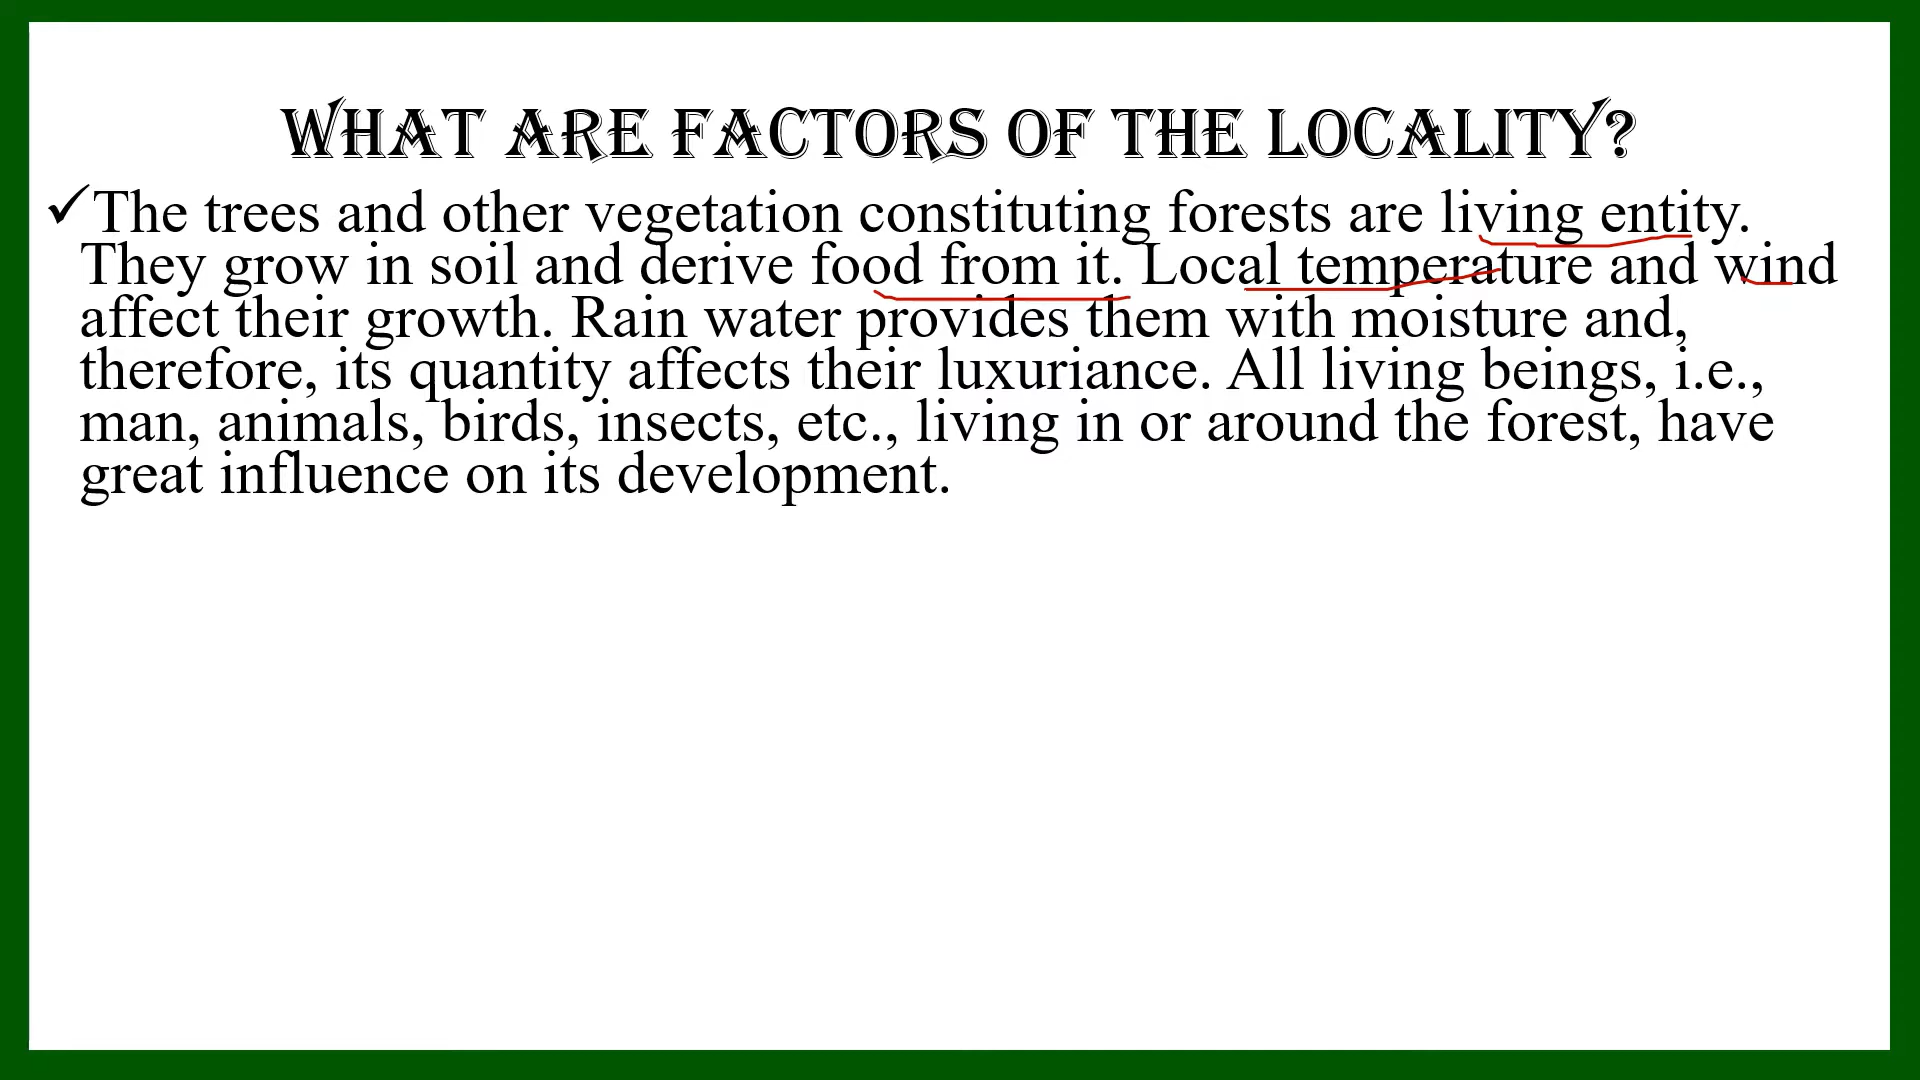 WHAT ARE FACTORS OF THE LOCALITY?
✓The trees and other vegetation constituting forests are living entity.
They grow in soil and derive food from it. Local temperature and wind
affect their growth. Rain water provides them with moisture and,
therefore, its quantity affects their luxuriance. All living beings, i.e.,
man, animals, birds, insects, etc., living in or around the forest, have
great influence on its development.